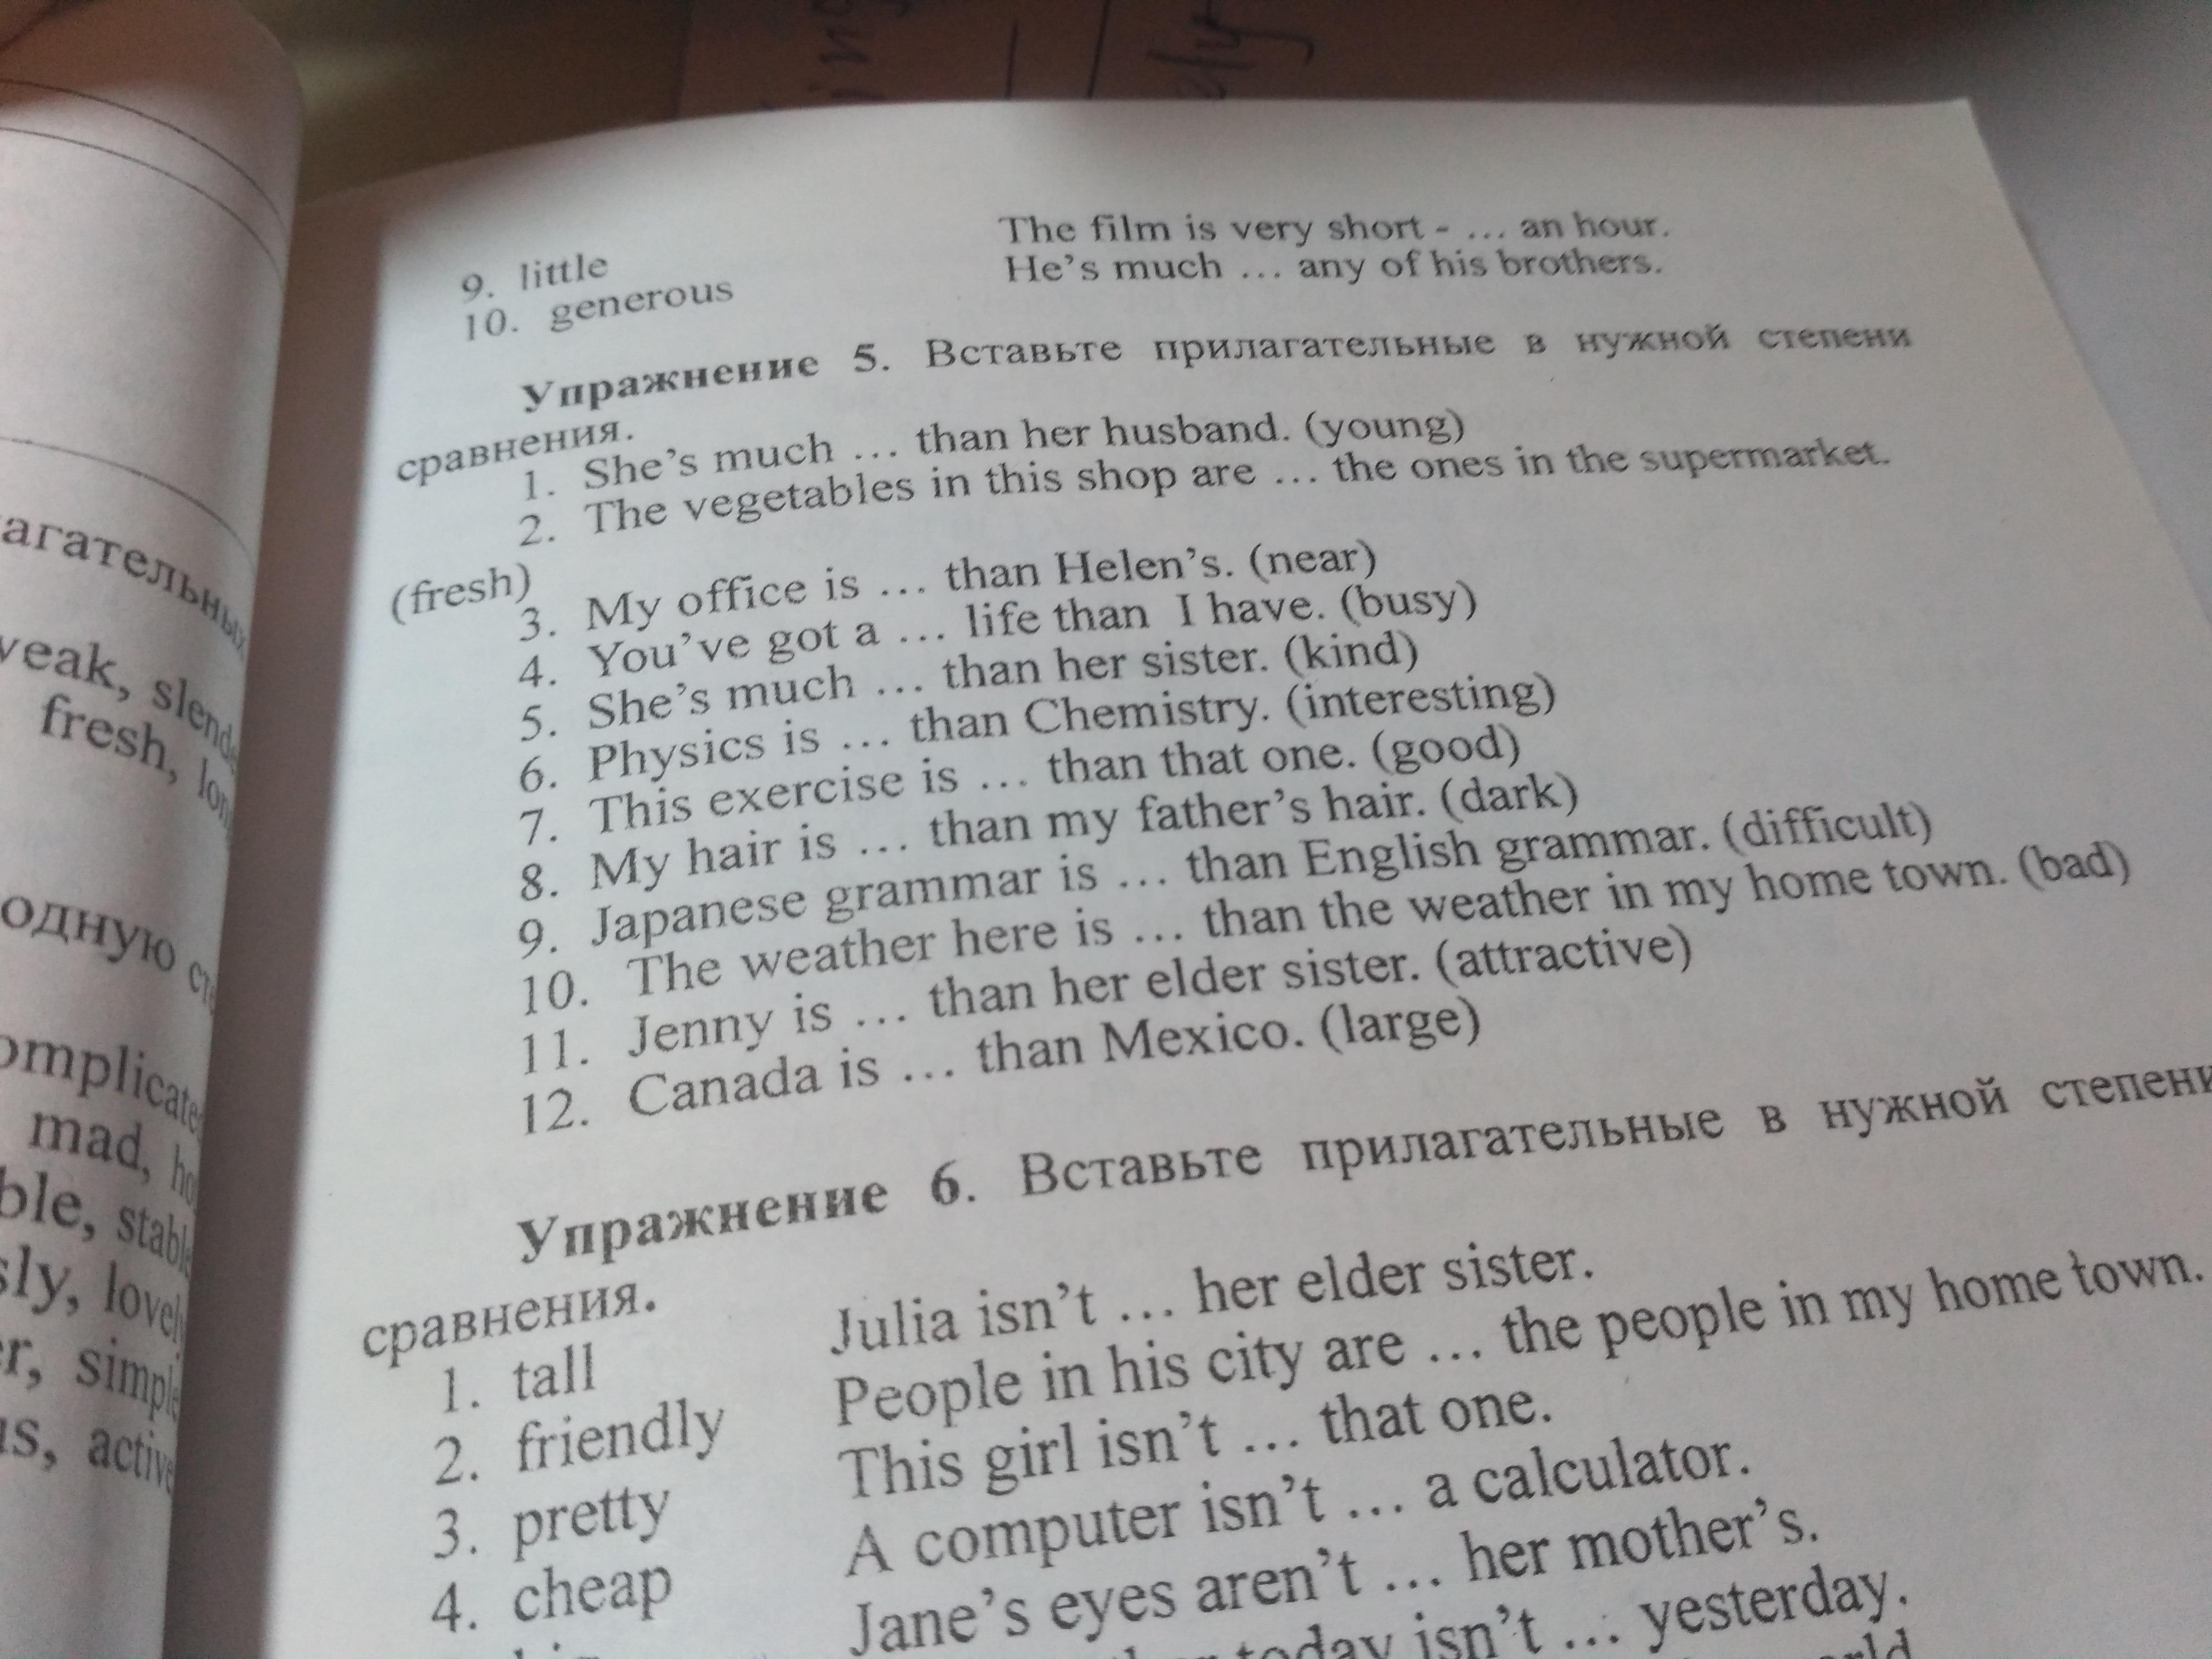 9. little The film is very short - ... an hour.
10. generous He's much ... any of his brothers.
Упражнение 5. Вставьте прилагательные в нужной степени
сравнения.
1. She's much ... than her husband. (young)
2. The vegetables in this shop are ... the ones in the supermarket.
(fresh)
3. My office is ... than Helen's. (near)
4. You've got a ... life than I have. (busy)
5. She's much ... than her sister. (kind)
6. Physics is ... than Chemistry. (interesting)
7. This exercise is ... than that one. (good)
8. My hair is ... than my father's hair. (dark)
9. Japanese grammar is ... than English grammar. (difficult)
10. The weather here is ... than the weather in my home town. (bad)
11. Jenny is ... than her elder sister. (attractive)
12. Canada is ... than Mexico. (large)
Упражнение 6. Вставьте прилагательные в нужной степени
сравнения.
1. tall Julia isn't ... her elder sister.
2. friendly People in his city are ... the people in my home town.
3. pretty This girl isn't ... that one.
4. cheap A computer isn't ... a calculator.
Jane's eyes aren't ... her mother's.
today isn't ... yesterday.
fresh,
mad,
simple
active